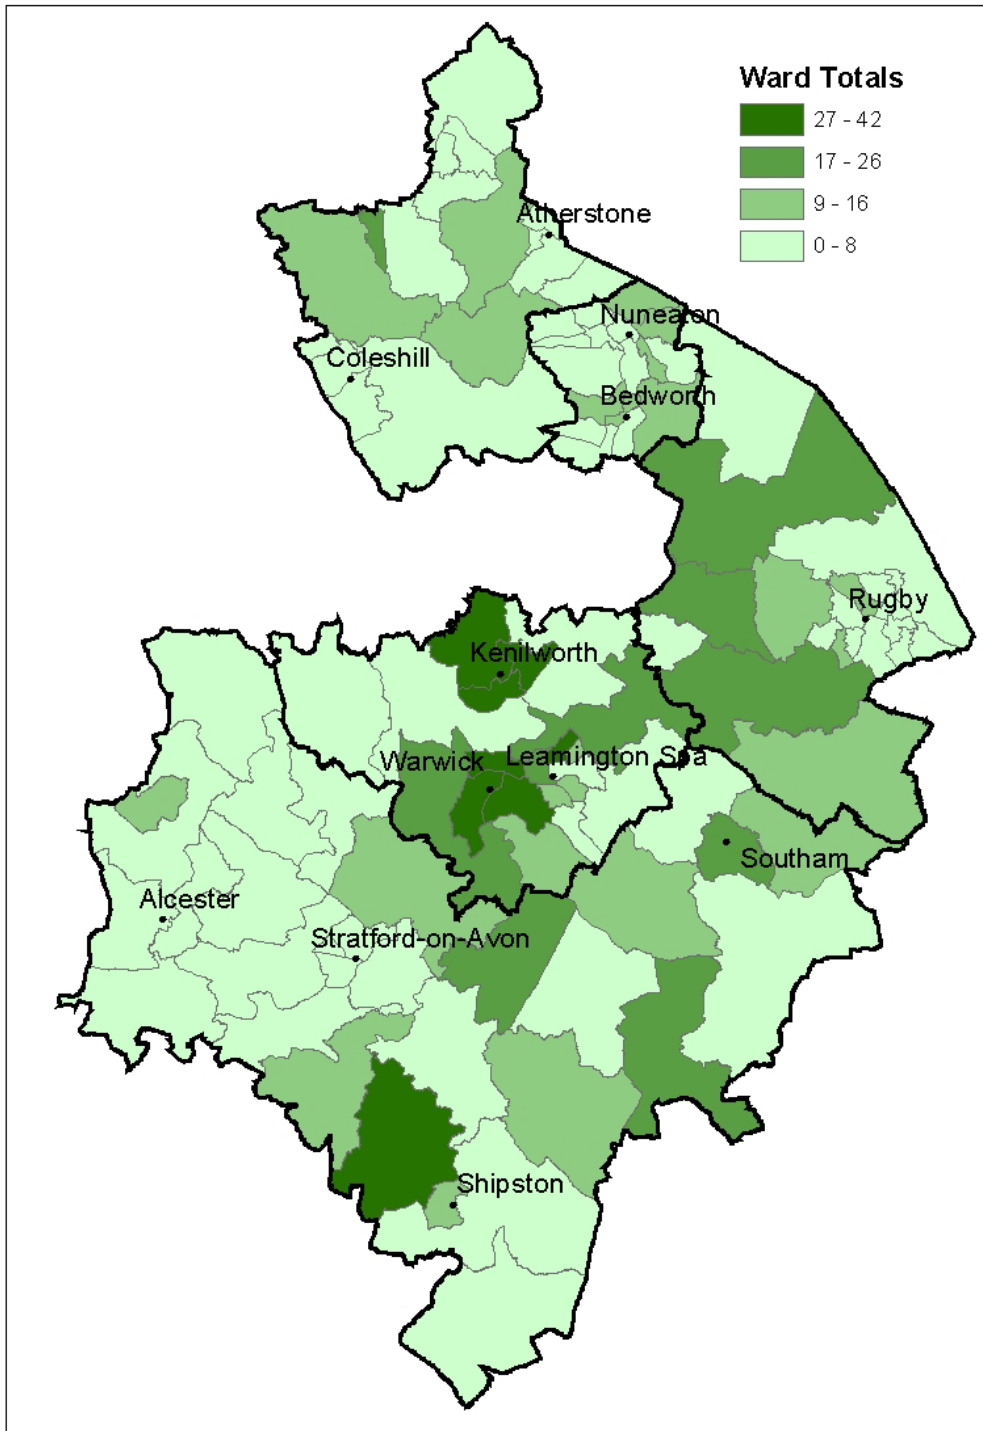 Ward Totals
27 - 42
17 - 26
9 - 16
0 - 8
Atherstone
Nuneaton
Coleshill
Bedworth
Rugby
Kenilworth
Warwick
Leamington Spa
Southam
Alcester
Stratford-on-Avon
Shipston